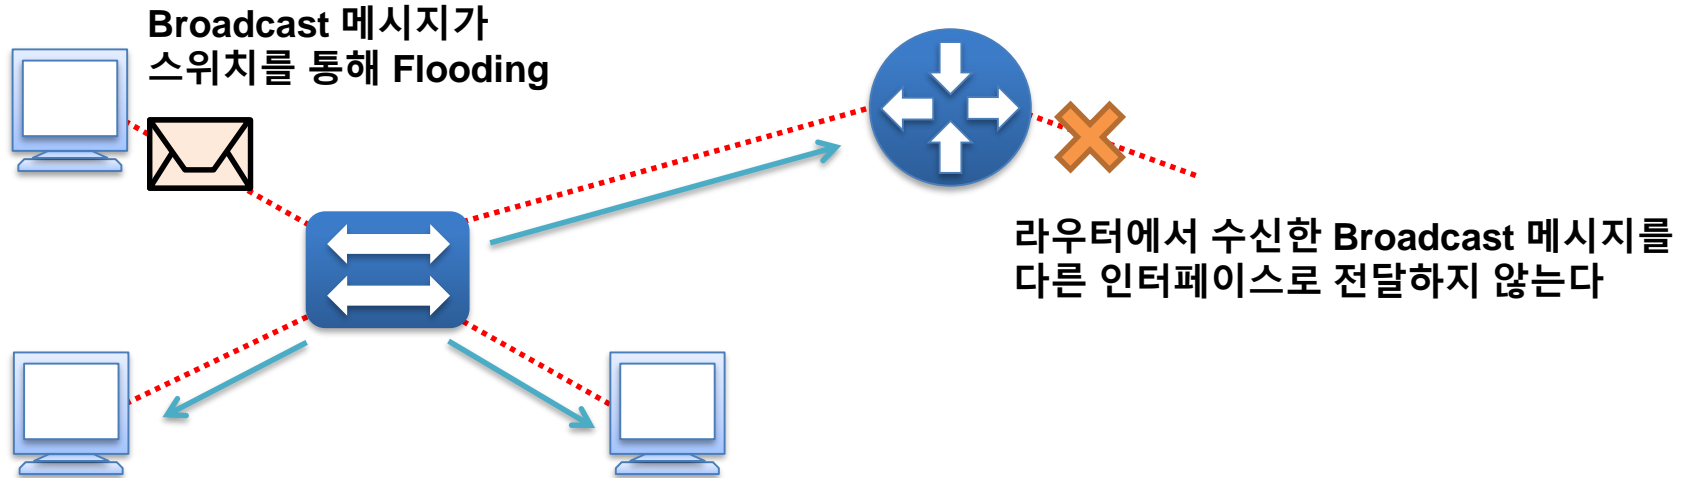 Broadcast 메시지가
스위치를 통해 Flooding
라우터에서 수신한 Broadcast 메시지를
다른 인터페이스로 전달하지 않는다